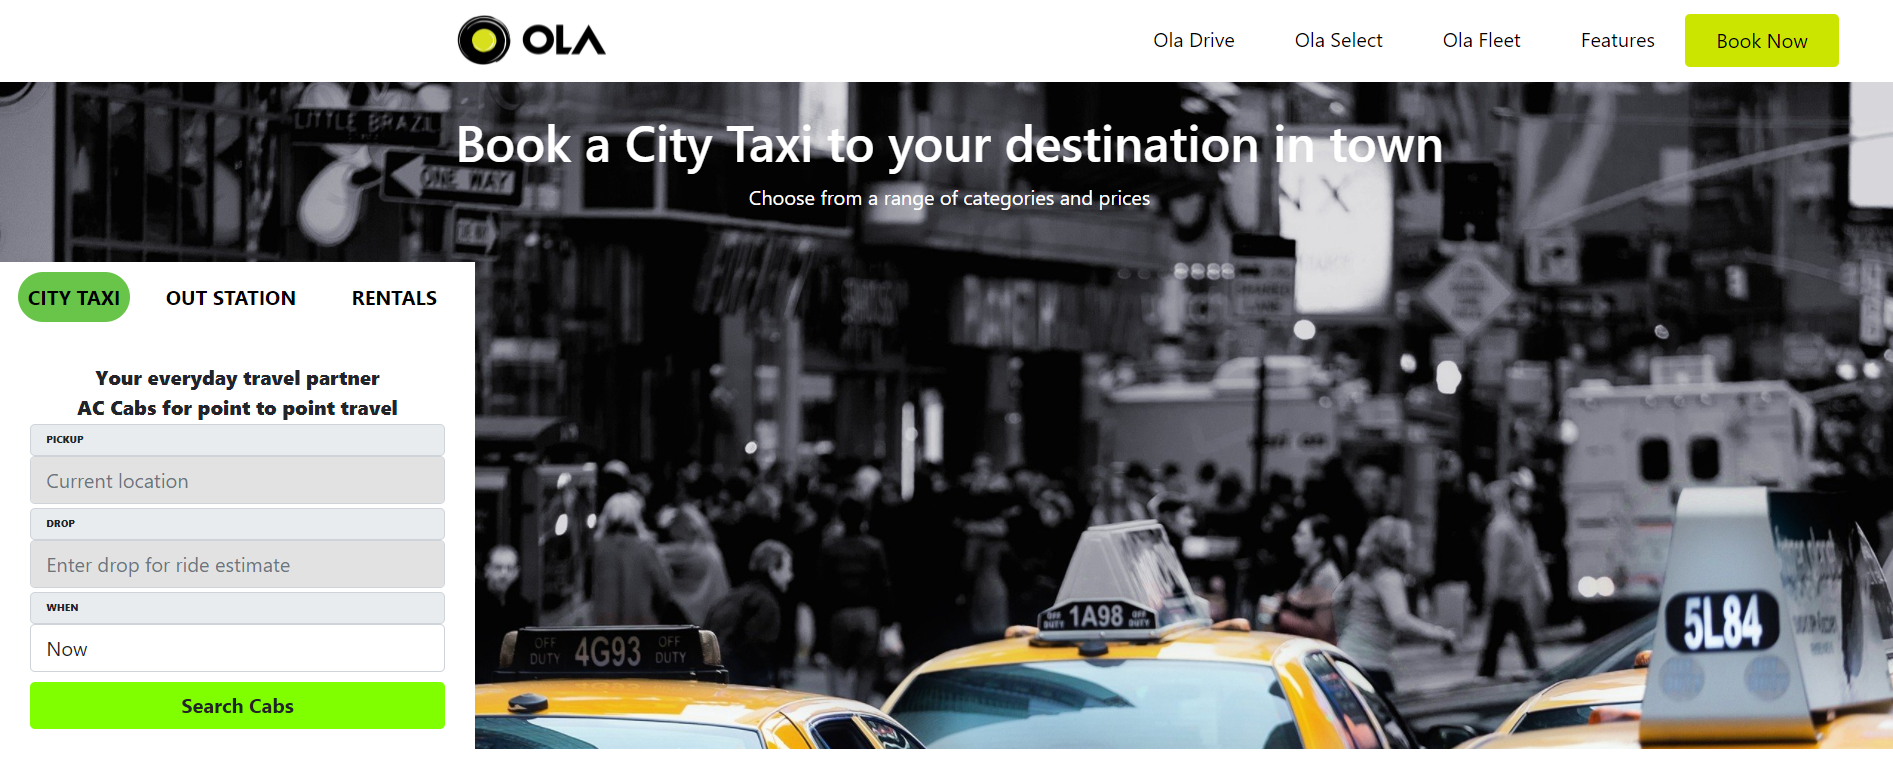 OLA
Ola Drive
Ola Select
Ola Fleet
Features
Book Now
LITTLE BRAZIL
ONE WAY
Book a City Taxi to your destination in town
Choose from a range of categories and prices
CITY TAXI
OUT STATION
RENTALS
Your everyday travel partner
AC Cabs for point to point travel
PICKUP
Current location
DROP
Enter drop for ride estimate
WHEN
Now
Search Cabs
OFF DUTY 4G93 OFF DUTY
OFF DUTY 1A98 OFF DUTY
5L84